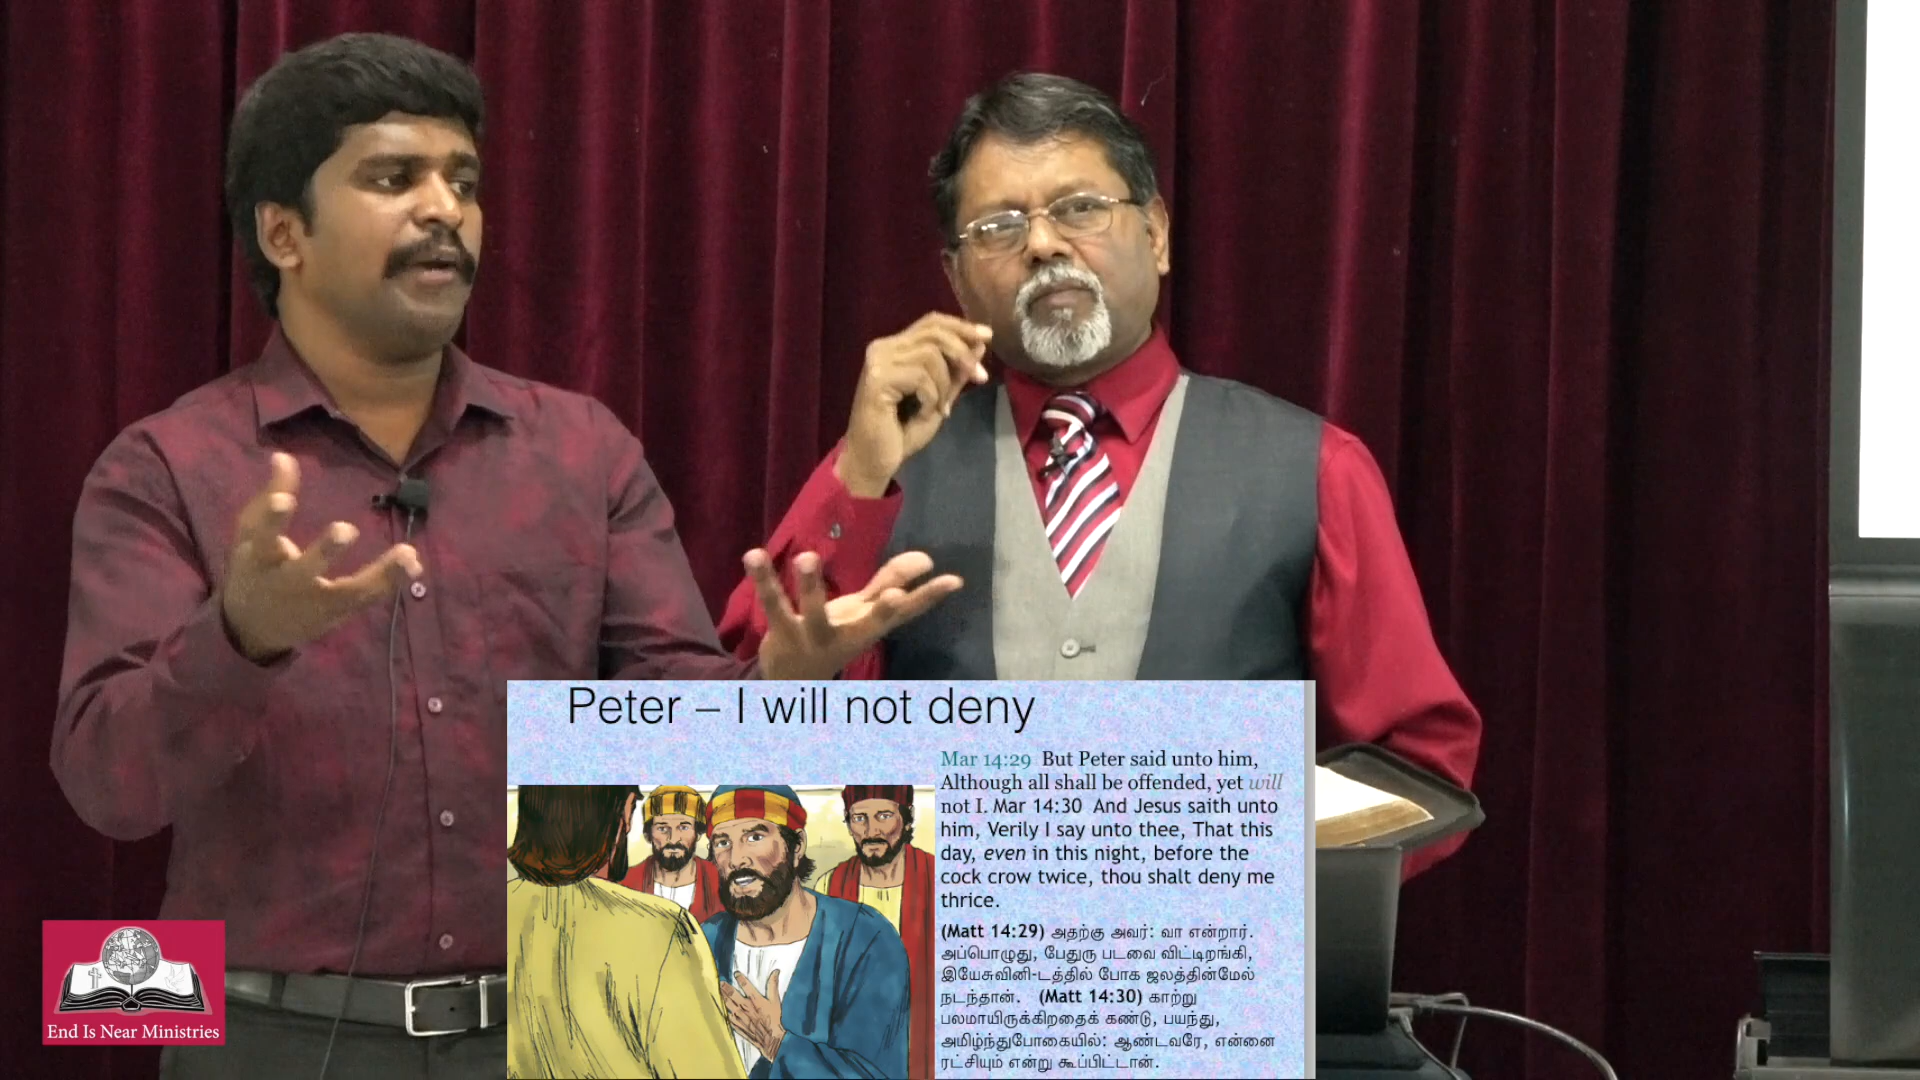 Peter – I will not deny
Mar 14:29 But Peter said unto him,
Although all shall be offended, yet will
not I. Mar 14:30 And Jesus saith unto
him, Verily I say unto thee, That this
day, even in this night, before the
cock crow twice, thou shalt deny me
thrice.
(Matt 14:29) அதற்கு அவர்: வா என்றார்.
அப்பொழுது, பேதுரு படவை விட்டிறங்கி,
இயேசுவினி-டத்தில் போக ஜலத்தின்மேல்
நடந்தான். (Matt 14:30) காற்று
பலமாயிருக்கிறதைக் கண்டு, பயந்து,
அமிழ்ந்துபோகையில்: ஆண்டவரே, என்னை
ரட்சியும் என்று கூப்பிட்டான்.
End Is Near Ministries